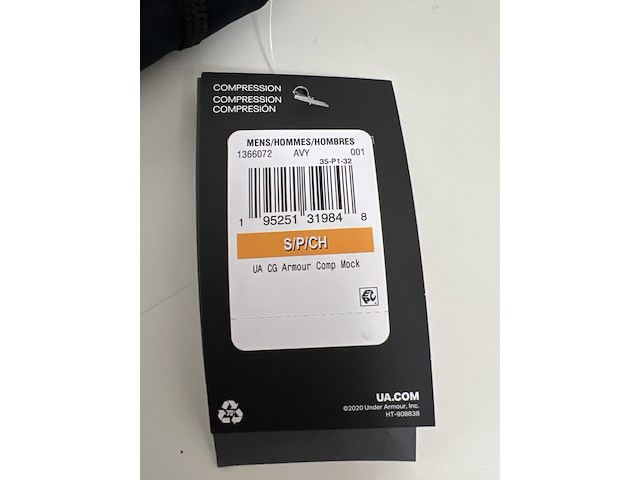 COMPRESSION
COMPRESSION
COMPRESIÓN
MENS/HOMMES/HOMBRES
1366072 AVY 001
35-P1-32
1 95251 31984 8
S/P/CH
UA CG Armour Comp Mock
UA.COM
©2020 Under Armour, Inc.
HT-908838